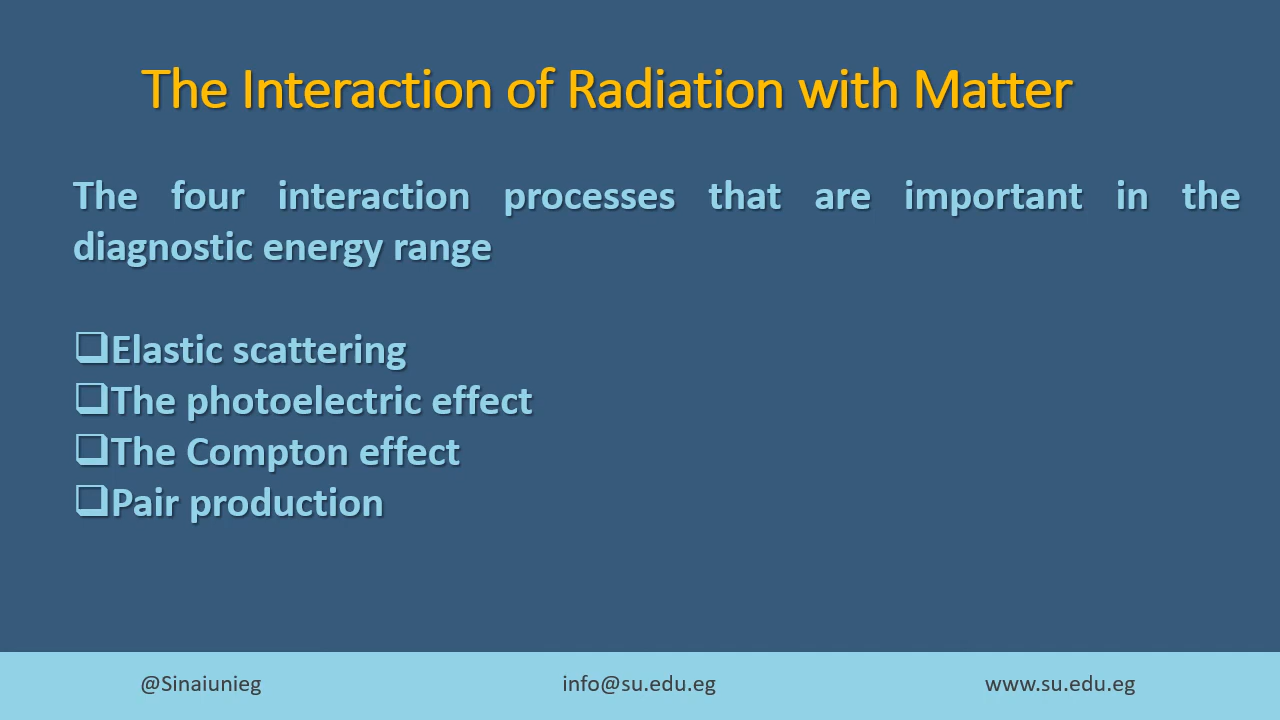 The Interaction of Radiation with Matter
The four interaction processes that are important in the
diagnostic energy range
❑Elastic scattering
❑The photoelectric effect
❑The Compton effect
❑Pair production
@Sinaiunieg
info@su.edu.eg
www.su.edu.eg